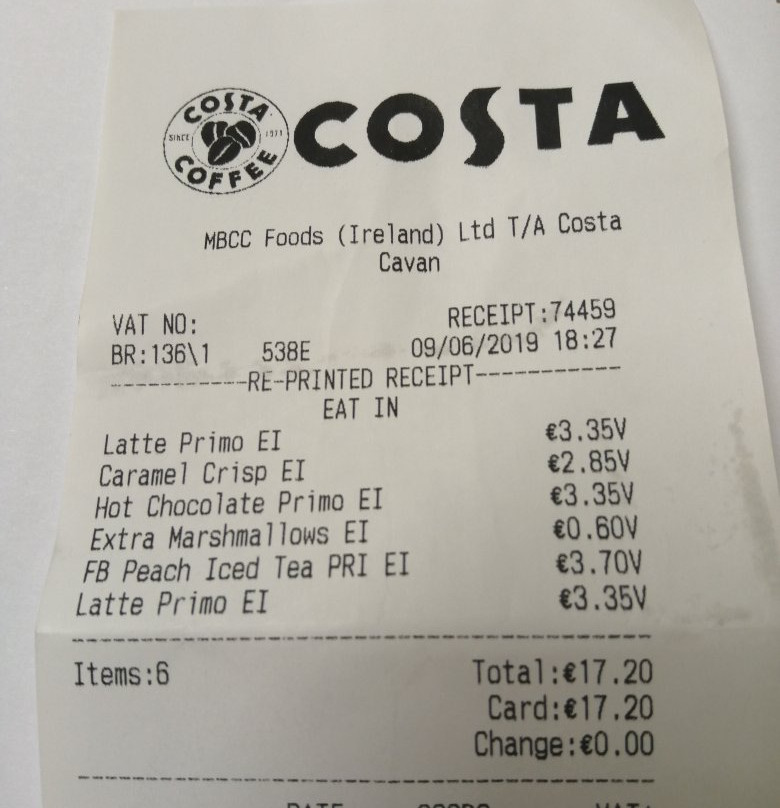 COSTA COFFEE SINCE 1971
COSTA
MBCC Foods (Ireland) Ltd T/A Costa
Cavan
VAT NO: RECEIPT:74459
BR:136\1 538E 09/06/2019 18:27
------------RE-PRINTED RECEIPT------------
EAT IN
Latte Primo EI €3.35V
Caramel Crisp EI €2.85V
Hot Chocolate Primo EI €3.35V
Extra Marshmallows EI €0.60V
FB Peach Iced Tea PRI EI €3.70V
Latte Primo EI €3.35V
Items:6 Total:€17.20
Card:€17.20
Change:€0.00